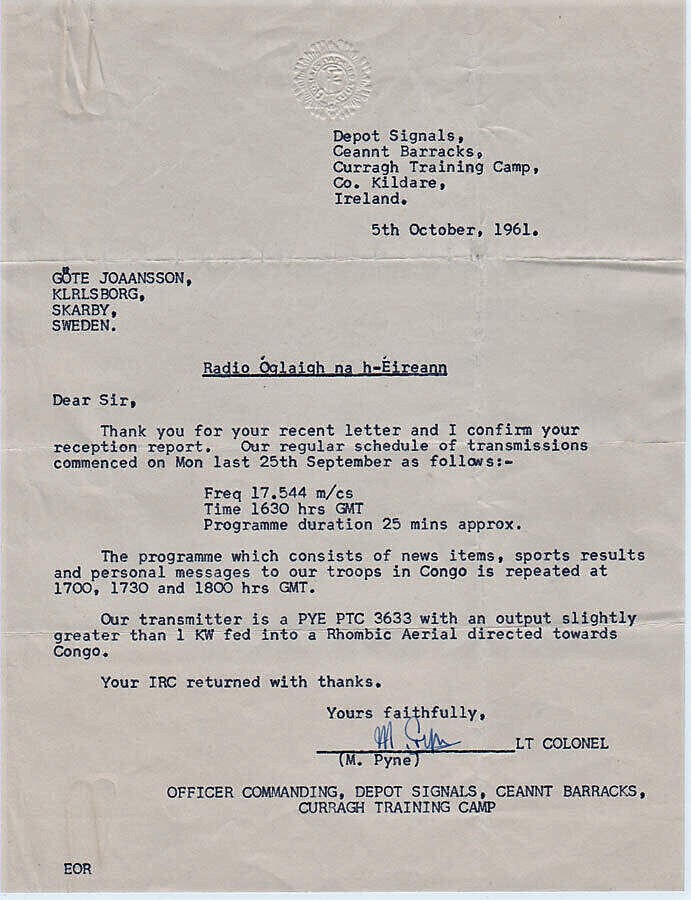 Depot Signals,
Ceannt Barracks,
Curragh Training Camp,
Co. Kildare,
Ireland.
5th October, 1961.
GÖTE JOAANSSON,
KLRLSBORG,
SKARBY,
SWEDEN.
Radio Óglaigh na h-Éireann
Dear Sir,
Thank you for your recent letter and I confirm your
reception report. Our regular schedule of transmissions
commenced on Mon last 25th September as follows:-
Freq 17.544 m/cs
Time 1630 hrs GMT
Programme duration 25 mins approx.
The programme which consists of news items, sports results
and personal messages to our troops in Congo is repeated at
1700, 1730 and 1800 hrs GMT.
Our transmitter is a PYE PTC 3633 with an output slightly
greater than 1 KW fed into a Rhombic Aerial directed towards
Congo.
Your IRC returned with thanks.
Yours faithfully,
M. Pyne LT COLONEL
(M. Pyne)
OFFICER COMMANDING, DEPOT SIGNALS, CEANNT BARRACKS,
CURRAGH TRAINING CAMP
EOR